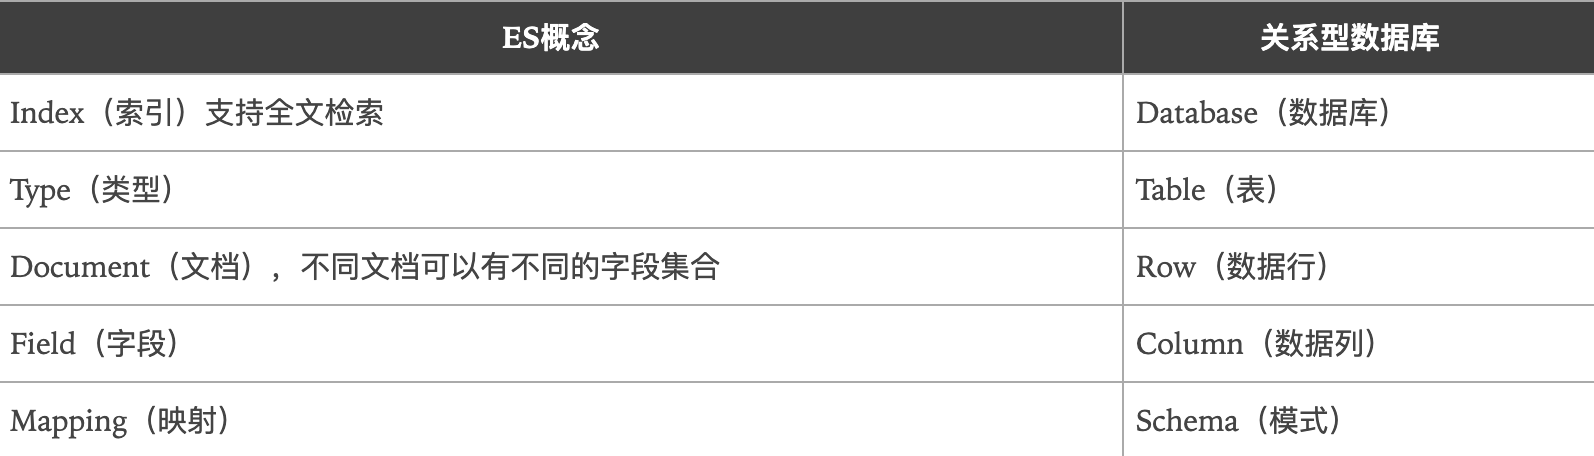 ES概念 关系型数据库
Index（索引）支持全文检索 Database（数据库）
Type（类型） Table（表）
Document（文档），不同文档可以有不同的字段集合 Row（数据行）
Field（字段） Column（数据列）
Mapping（映射） Schema（模式）